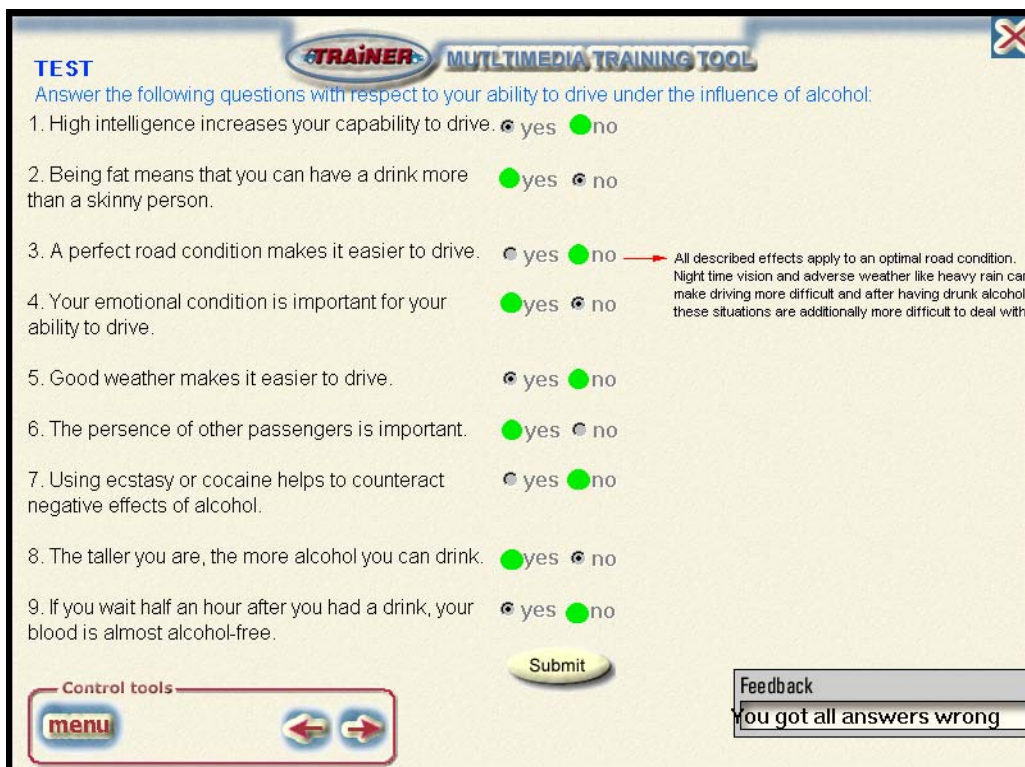 TRAiNER MUTLTIMEDIA TRAINING TOOL
TEST
Answer the following questions with respect to your ability to drive under the influence of alcohol:
1. High intelligence increases your capability to drive. yes no
2. Being fat means that you can have a drink more
than a skinny person.
yes no
3. A perfect road condition makes it easier to drive. yes no
All described effects apply to an optimal road condition.
Night time vision and adverse weather like heavy rain can
make driving more difficult and after having drunk alcohol
these situations are additionally more difficult to deal with
4. Your emotional condition is important for your
ability to drive.
yes no
5. Good weather makes it easier to drive. yes no
6. The persence of other passengers is important. yes no
7. Using ecstasy or cocaine helps to counteract
negative effects of alcohol.
yes no
8. The taller you are, the more alcohol you can drink. yes no
9. If you wait half an hour after you had a drink, your
blood is almost alcohol-free.
yes no
Submit
Control tools
menu
Feedback
You got all answers wrong